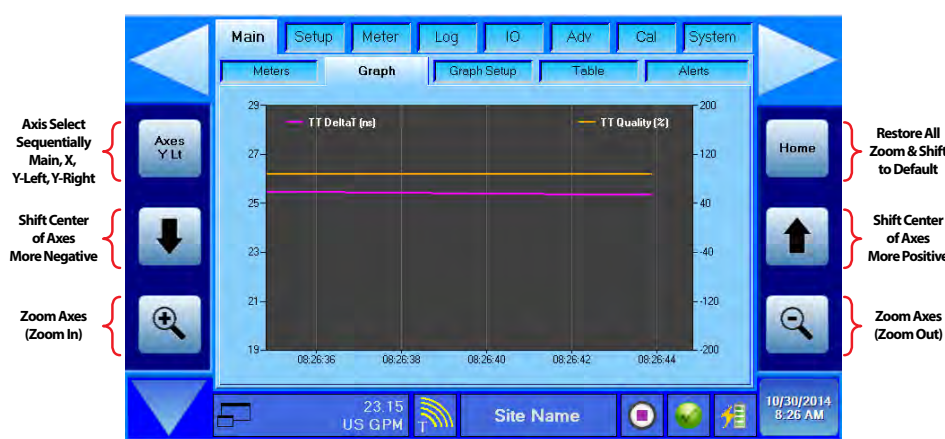 Main Setup Meter Log IO Adv Cal System
Meters Graph Graph Setup Table Alerts
Axis Select
Sequentially
Main, X,
Y-Left, Y-Right
Axes
Y Lt
Shift Center
of Axes
More Negative
Zoom Axes
(Zoom In)
TT DeltaT (ns)
TT Quality (%)
29
27
25
23
21
19
200
120
40
-40
-120
-200
08:26:36 08:26:38 08:26:40 08:26:42 08:26:44
Home
Restore All
Zoom & Shift
to Default
Shift Center
of Axes
More Positive
Zoom Axes
(Zoom Out)
23.15
US GPM
T
Site Name
10/30/2014
8:26 AM